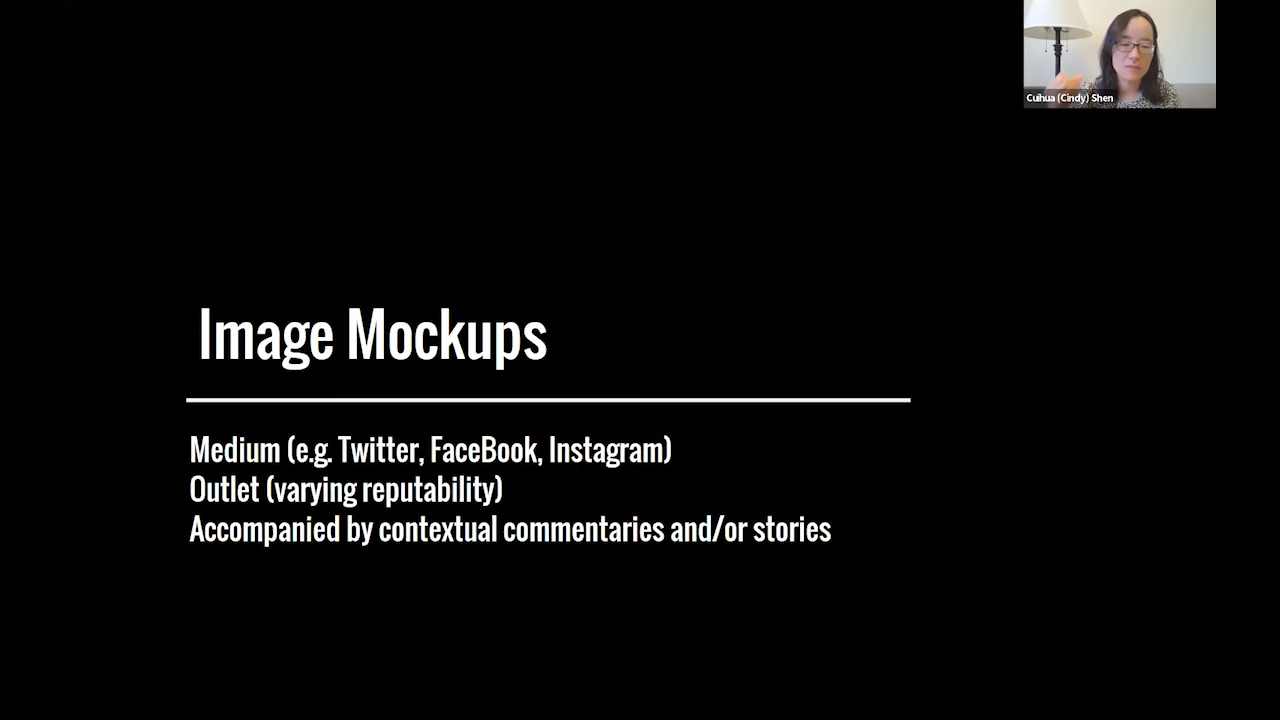 Cuihua (Cindy) Shen
Image Mockups
Medium (e.g. Twitter, FaceBook, Instagram)
Outlet (varying reputability)
Accompanied by contextual commentaries and/or stories